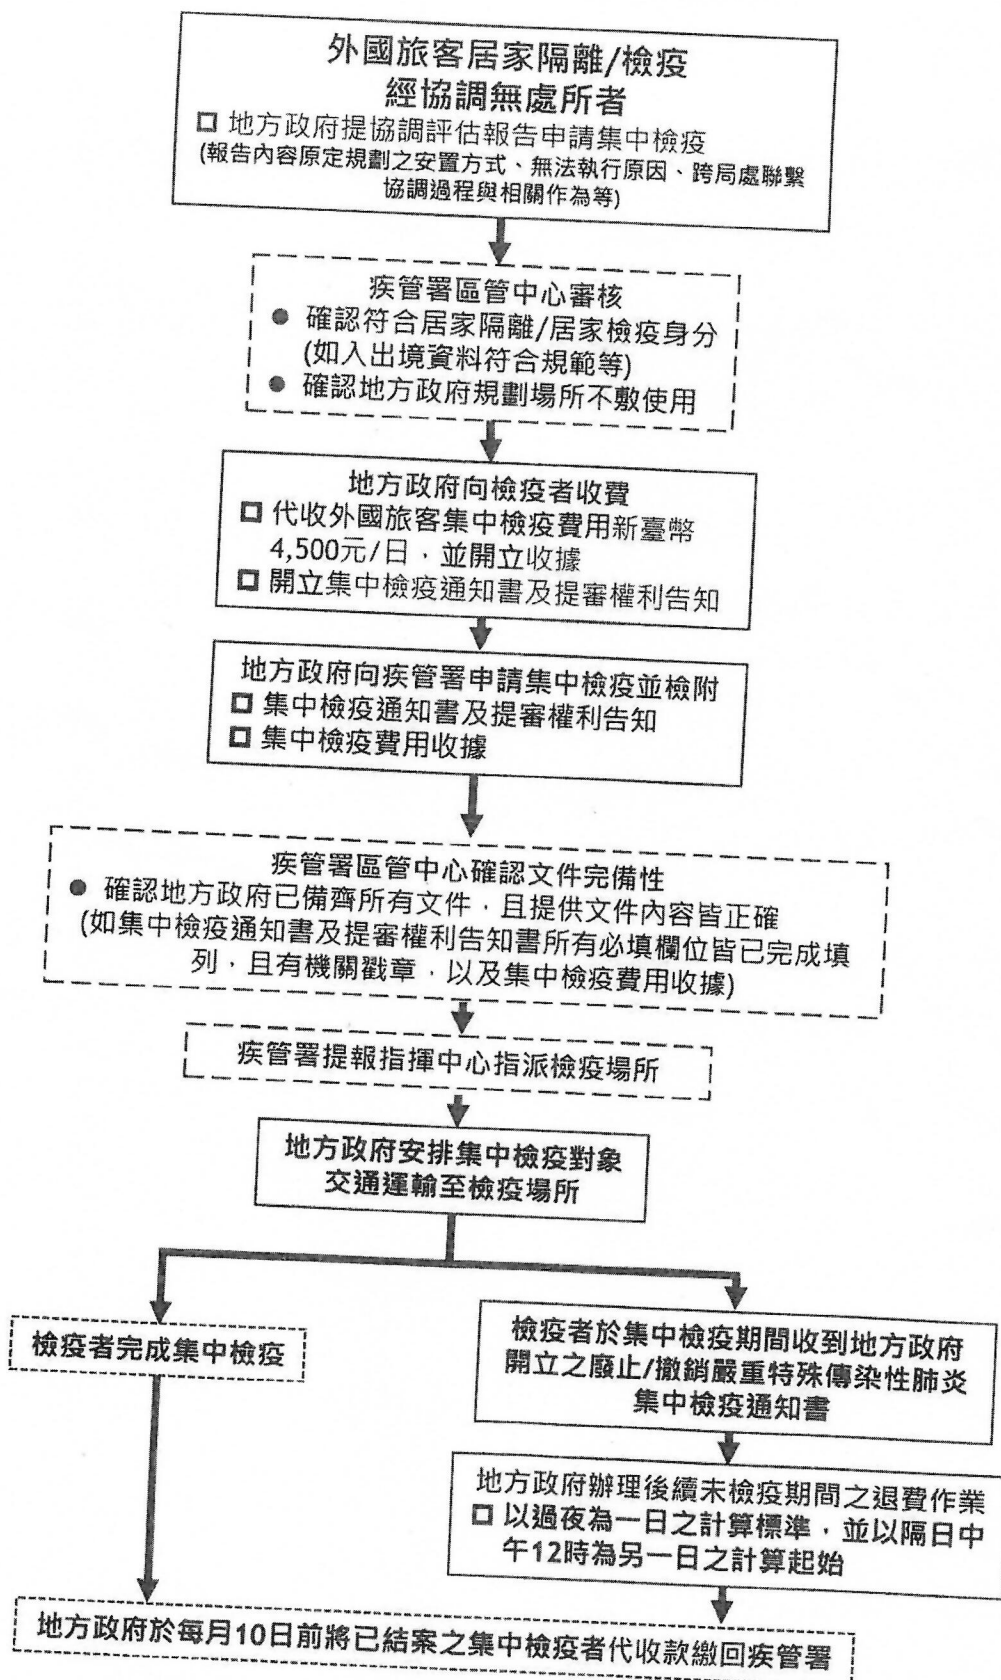 外國旅客居家隔離/檢疫
經協調無處所者
地方政府提協調評估報告申請集中檢疫
(報告內容原定規劃之安置方式、無法執行原因、跨局處聯繫
協調過程與相關作為等)
疾管署區管中心審核
● 確認符合居家隔離/居家檢疫身分
(如入出境資料符合規範等)
● 確認地方政府規劃場所不敷使用
地方政府向檢疫者收費
代收外國旅客集中檢疫費用新臺幣
4,500元/日，並開立收據
開立集中檢疫通知書及提審權利告知
地方政府向疾管署申請集中檢疫並檢附
集中檢疫通知書及提審權利告知
集中檢疫費用收據
疾管署區管中心確認文件完備性
● 確認地方政府已備齊所有文件，且提供文件內容皆正確
(如集中檢疫通知書及提審權利告知書所有必填欄位皆已完成填
列，且有機關戳章，以及集中檢疫費用收據)
疾管署提報指揮中心指派檢疫場所
地方政府安排集中檢疫對象
交通運輸至檢疫場所
檢疫者完成集中檢疫
檢疫者於集中檢疫期間收到地方政府
開立之廢止/撤銷嚴重特殊傳染性肺炎
集中檢疫通知書
地方政府辦理後續未檢疫期間之退費作業
以過夜為一日之計算標準，並以隔日中
午12時為另一日之計算起始
地方政府於每月10日前將已結案之集中檢疫者代收款繳回疾管署